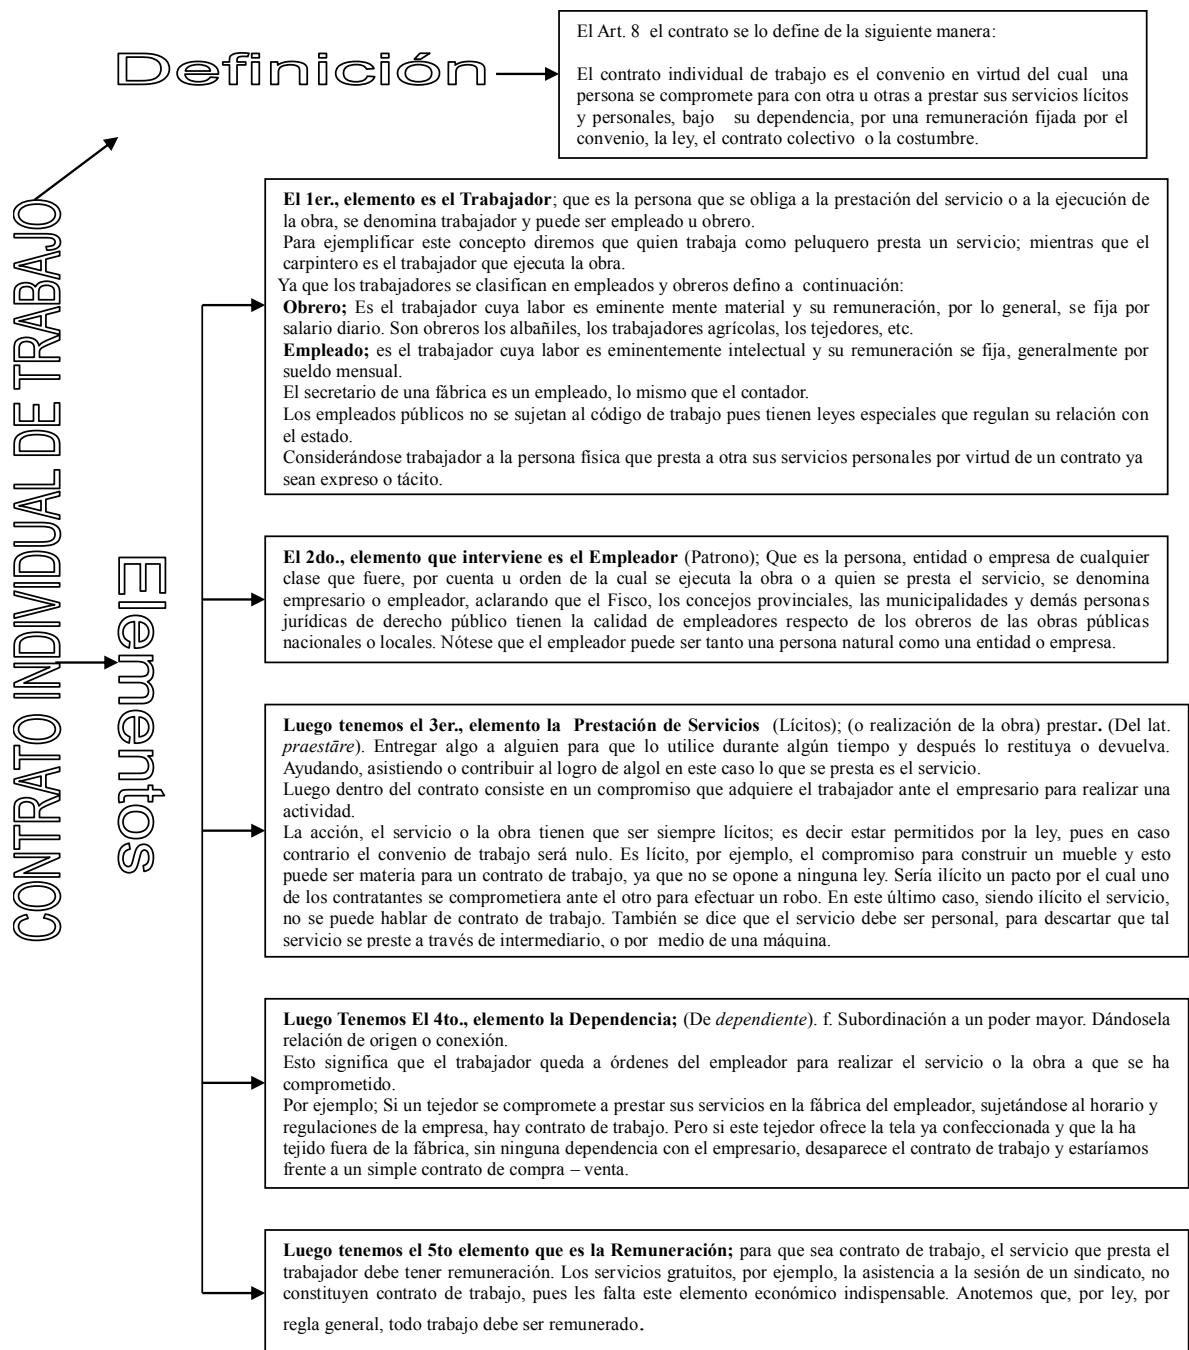 CONTRATO INDIVIDUAL DE TRABAJO
Definición
El Art. 8 el contrato se lo define de la siguiente manera:
El contrato individual de trabajo es el convenio en virtud del cual una
persona se compromete para con otra u otras a prestar sus servicios lícitos
y personales, bajo su dependencia, por una remuneración fijada por el
convenio, la ley, el contrato colectivo o la costumbre.
Elementos
El 1er., elemento es el Trabajador; que es la persona que se obliga a la prestación del servicio o a la ejecución de
la obra, se denomina trabajador y puede ser empleado u obrero.
Para ejemplificar este concepto diremos que quien trabaja como peluquero presta un servicio; mientras que el
carpintero es el trabajador que ejecuta la obra.
Ya que los trabajadores se clasifican en empleados y obreros defino a continuación:
Obrero; Es el trabajador cuya labor es eminente mente material y su remuneración, por lo general, se fija por
salario diario. Son obreros los albañiles, los trabajadores agrícolas, los tejedores, etc.
Empleado; es el trabajador cuya labor es eminentemente intelectual y su remuneración se fija, generalmente por
sueldo mensual.
El secretario de una fábrica es un empleado, lo mismo que el contador.
Los empleados públicos no se sujetan al código de trabajo pues tienen leyes especiales que regulan su relación con
el estado.
Considerándose trabajador a la persona física que presta a otra sus servicios personales por virtud de un contrato ya
sean expreso o tácito.
El 2do., elemento que interviene es el Empleador (Patrono); Que es la persona, entidad o empresa de cualquier
clase que fuere, por cuenta u orden de la cual se ejecuta la obra o a quien se presta el servicio, se denomina
empresario o empleador, aclarando que el Fisco, los concejos provinciales, las municipalidades y demás personas
jurídicas de derecho público tienen la calidad de empleadores respecto de los obreros de las obras públicas
nacionales o locales. Nótese que el empleador puede ser tanto una persona natural como una entidad o empresa.
Luego tenemos el 3er., elemento la Prestación de Servicios (Lícitos); (o realización de la obra) prestar. (Del lat.
praestāre). Entregar algo a alguien para que lo utilice durante algún tiempo y después lo restituya o devuelva.
Ayudando, asistiendo o contribuir al logro de algol en este caso lo que se presta es el servicio.
Luego dentro del contrato consiste en un compromiso que adquiere el trabajador ante el empresario para realizar una
actividad.
La acción, el servicio o la obra tienen que ser siempre lícitos; es decir estar permitidos por la ley, pues en caso
contrario el convenio de trabajo será nulo. Es lícito, por ejemplo, el compromiso para construir un mueble y esto
puede ser materia para un contrato de trabajo, ya que no se opone a ninguna ley. Sería ilícito un pacto por el cual uno
de los contratantes se comprometiera ante el otro para efectuar un robo. En este último caso, siendo ilícito el servicio,
no se puede hablar de contrato de trabajo. También se dice que el servicio debe ser personal, para descartar que tal
servicio se preste a través de intermediario, o por medio de una máquina.
Luego Tenemos El 4to., elemento la Dependencia; (De dependiente). f. Subordinación a un poder mayor. Dándosela
relación de origen o conexión.
Esto significa que el trabajador queda a órdenes del empleador para realizar el servicio o la obra a que se ha
comprometido.
Por ejemplo; Si un tejedor se compromete a prestar sus servicios en la fábrica del empleador, sujetándose al horario y
regulaciones de la empresa, hay contrato de trabajo. Pero si este tejedor ofrece la tela ya confeccionada y que la ha
tejido fuera de la fábrica, sin ninguna dependencia con el empresario, desaparece el contrato de trabajo y estaríamos
frente a un simple contrato de compra – venta.
Luego tenemos el 5to elemento que es la Remuneración; para que sea contrato de trabajo, el servicio que presta el
trabajador debe tener remuneración. Los servicios gratuitos, por ejemplo, la asistencia a la sesión de un sindicato, no
constituyen contrato de trabajo, pues les falta este elemento económico indispensable. Anotemos que, por ley, por
regla general, todo trabajo debe ser remunerado.